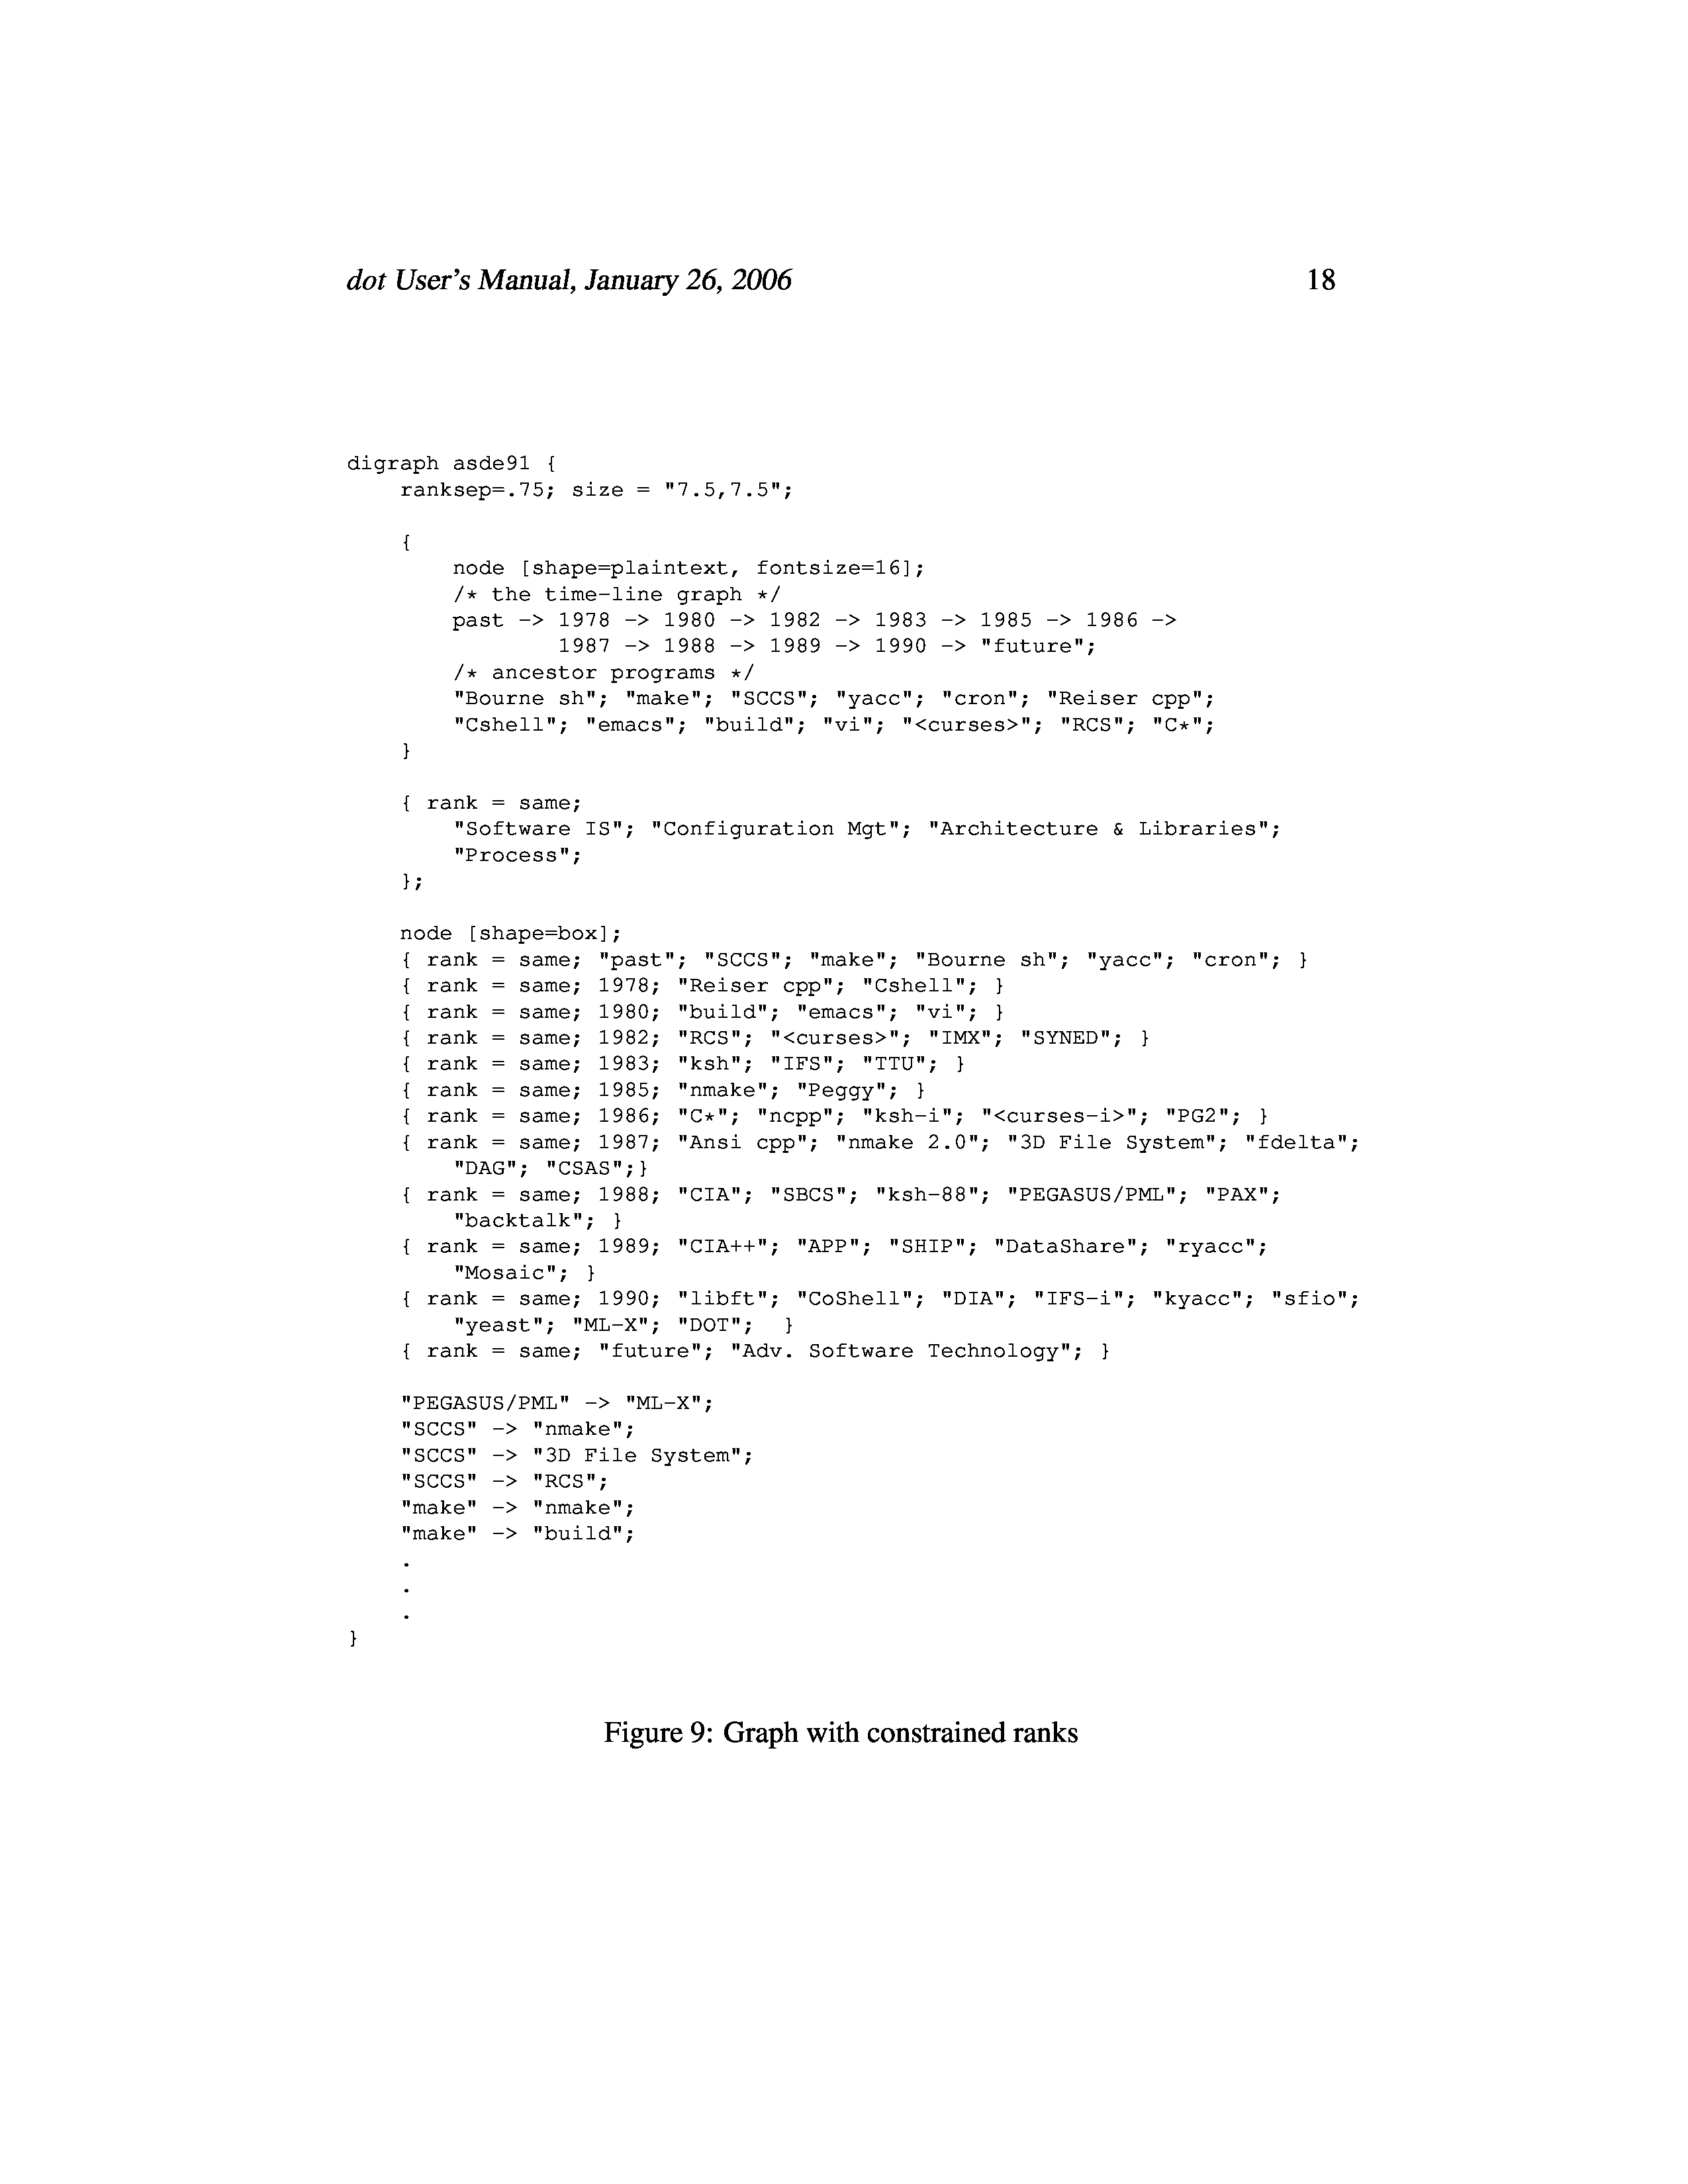 dot User's Manual, January 26, 2006 18
digraph asde91 {
    ranksep=.75; size = "7.5,7.5";

    {
        node [shape=plaintext, fontsize=16];
        /* the time-line graph */
        past -> 1978 -> 1980 -> 1982 -> 1983 -> 1985 -> 1986 ->
                1987 -> 1988 -> 1989 -> 1990 -> "future";
        /* ancestor programs */
        "Bourne sh"; "make"; "SCCS"; "yacc"; "cron"; "Reiser cpp";
        "Cshell"; "emacs"; "build"; "vi"; "<curses>"; "RCS"; "C*";
    }

    { rank = same;
        "Software IS"; "Configuration Mgt"; "Architecture & Libraries";
        "Process";
    };

    node [shape=box];
    { rank = same; "past"; "SCCS"; "make"; "Bourne sh"; "yacc"; "cron"; }
    { rank = same; 1978; "Reiser cpp"; "Cshell"; }
    { rank = same; 1980; "build"; "emacs"; "vi"; }
    { rank = same; 1982; "RCS"; "<curses>"; "IMX"; "SYNED"; }
    { rank = same; 1983; "ksh"; "IFS"; "TTU"; }
    { rank = same; 1985; "nmake"; "Peggy"; }
    { rank = same; 1986; "C*"; "ncpp"; "ksh-i"; "<curses-i>"; "PG2"; }
    { rank = same; 1987; "Ansi cpp"; "nmake 2.0"; "3D File System"; "fdelta";
        "DAG"; "CSAS";}
    { rank = same; 1988; "CIA"; "SBCS"; "ksh-88"; "PEGASUS/PML"; "PAX";
        "backtalk"; }
    { rank = same; 1989; "CIA++"; "APP"; "SHIP"; "DataShare"; "ryacc";
        "Mosaic"; }
    { rank = same; 1990; "libft"; "CoShell"; "DIA"; "IFS-i"; "kyacc"; "sfio";
        "yeast"; "ML-X"; "DOT";  }
    { rank = same; "future"; "Adv. Software Technology"; }

    "PEGASUS/PML" -> "ML-X";
    "SCCS" -> "nmake";
    "SCCS" -> "3D File System";
    "SCCS" -> "RCS";
    "make" -> "nmake";
    "make" -> "build";
    .
    .
    .
}
Figure 9: Graph with constrained ranks